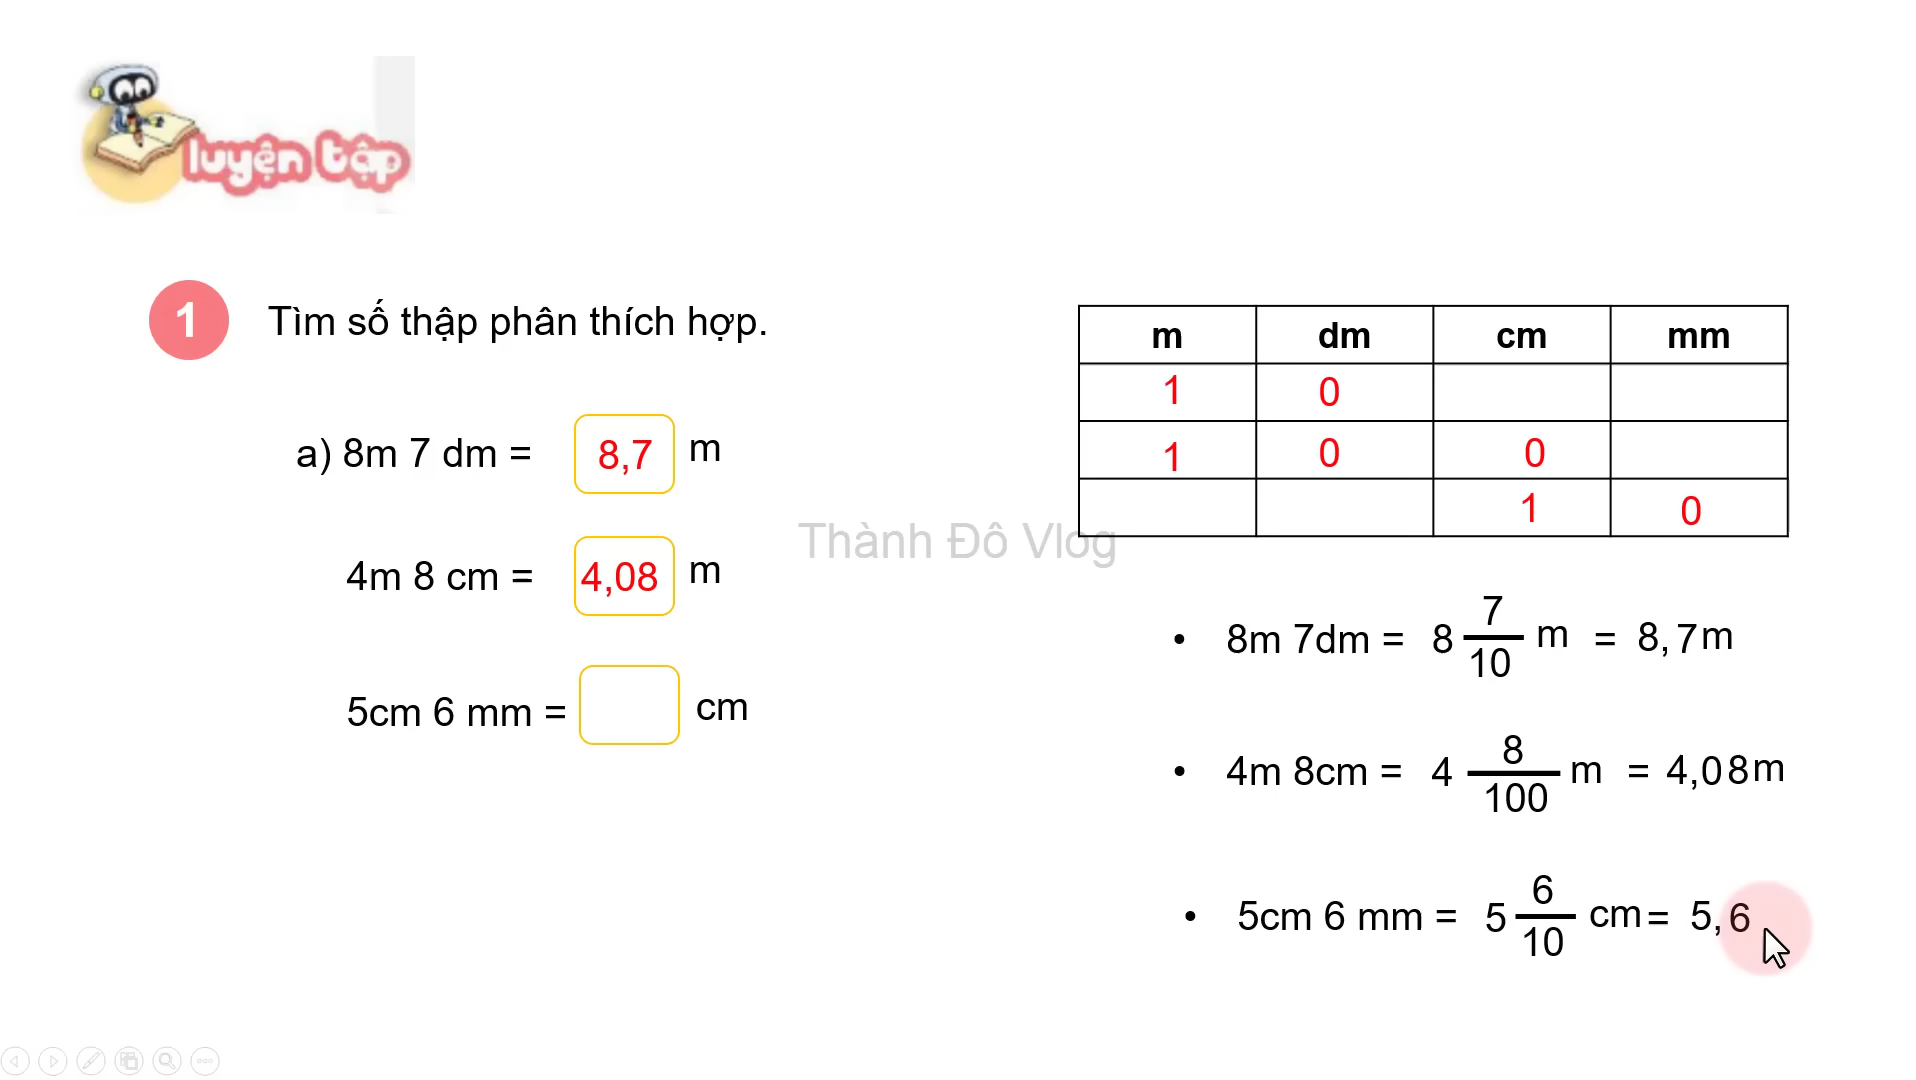 luyện tập
1 Tìm số thập phân thích hợp.
a) 8m 7 dm = 8,7 m
4m 8 cm = 4,08 m
5cm 6 mm = cm
m dm cm mm
1 0
1 0 0
1 0
Thành Đô Vlog
• 8m 7dm = 8 7/10 m = 8,7m
• 4m 8cm = 4 8/100 m = 4,08m
• 5cm 6 mm = 5 6/10 cm = 5,6